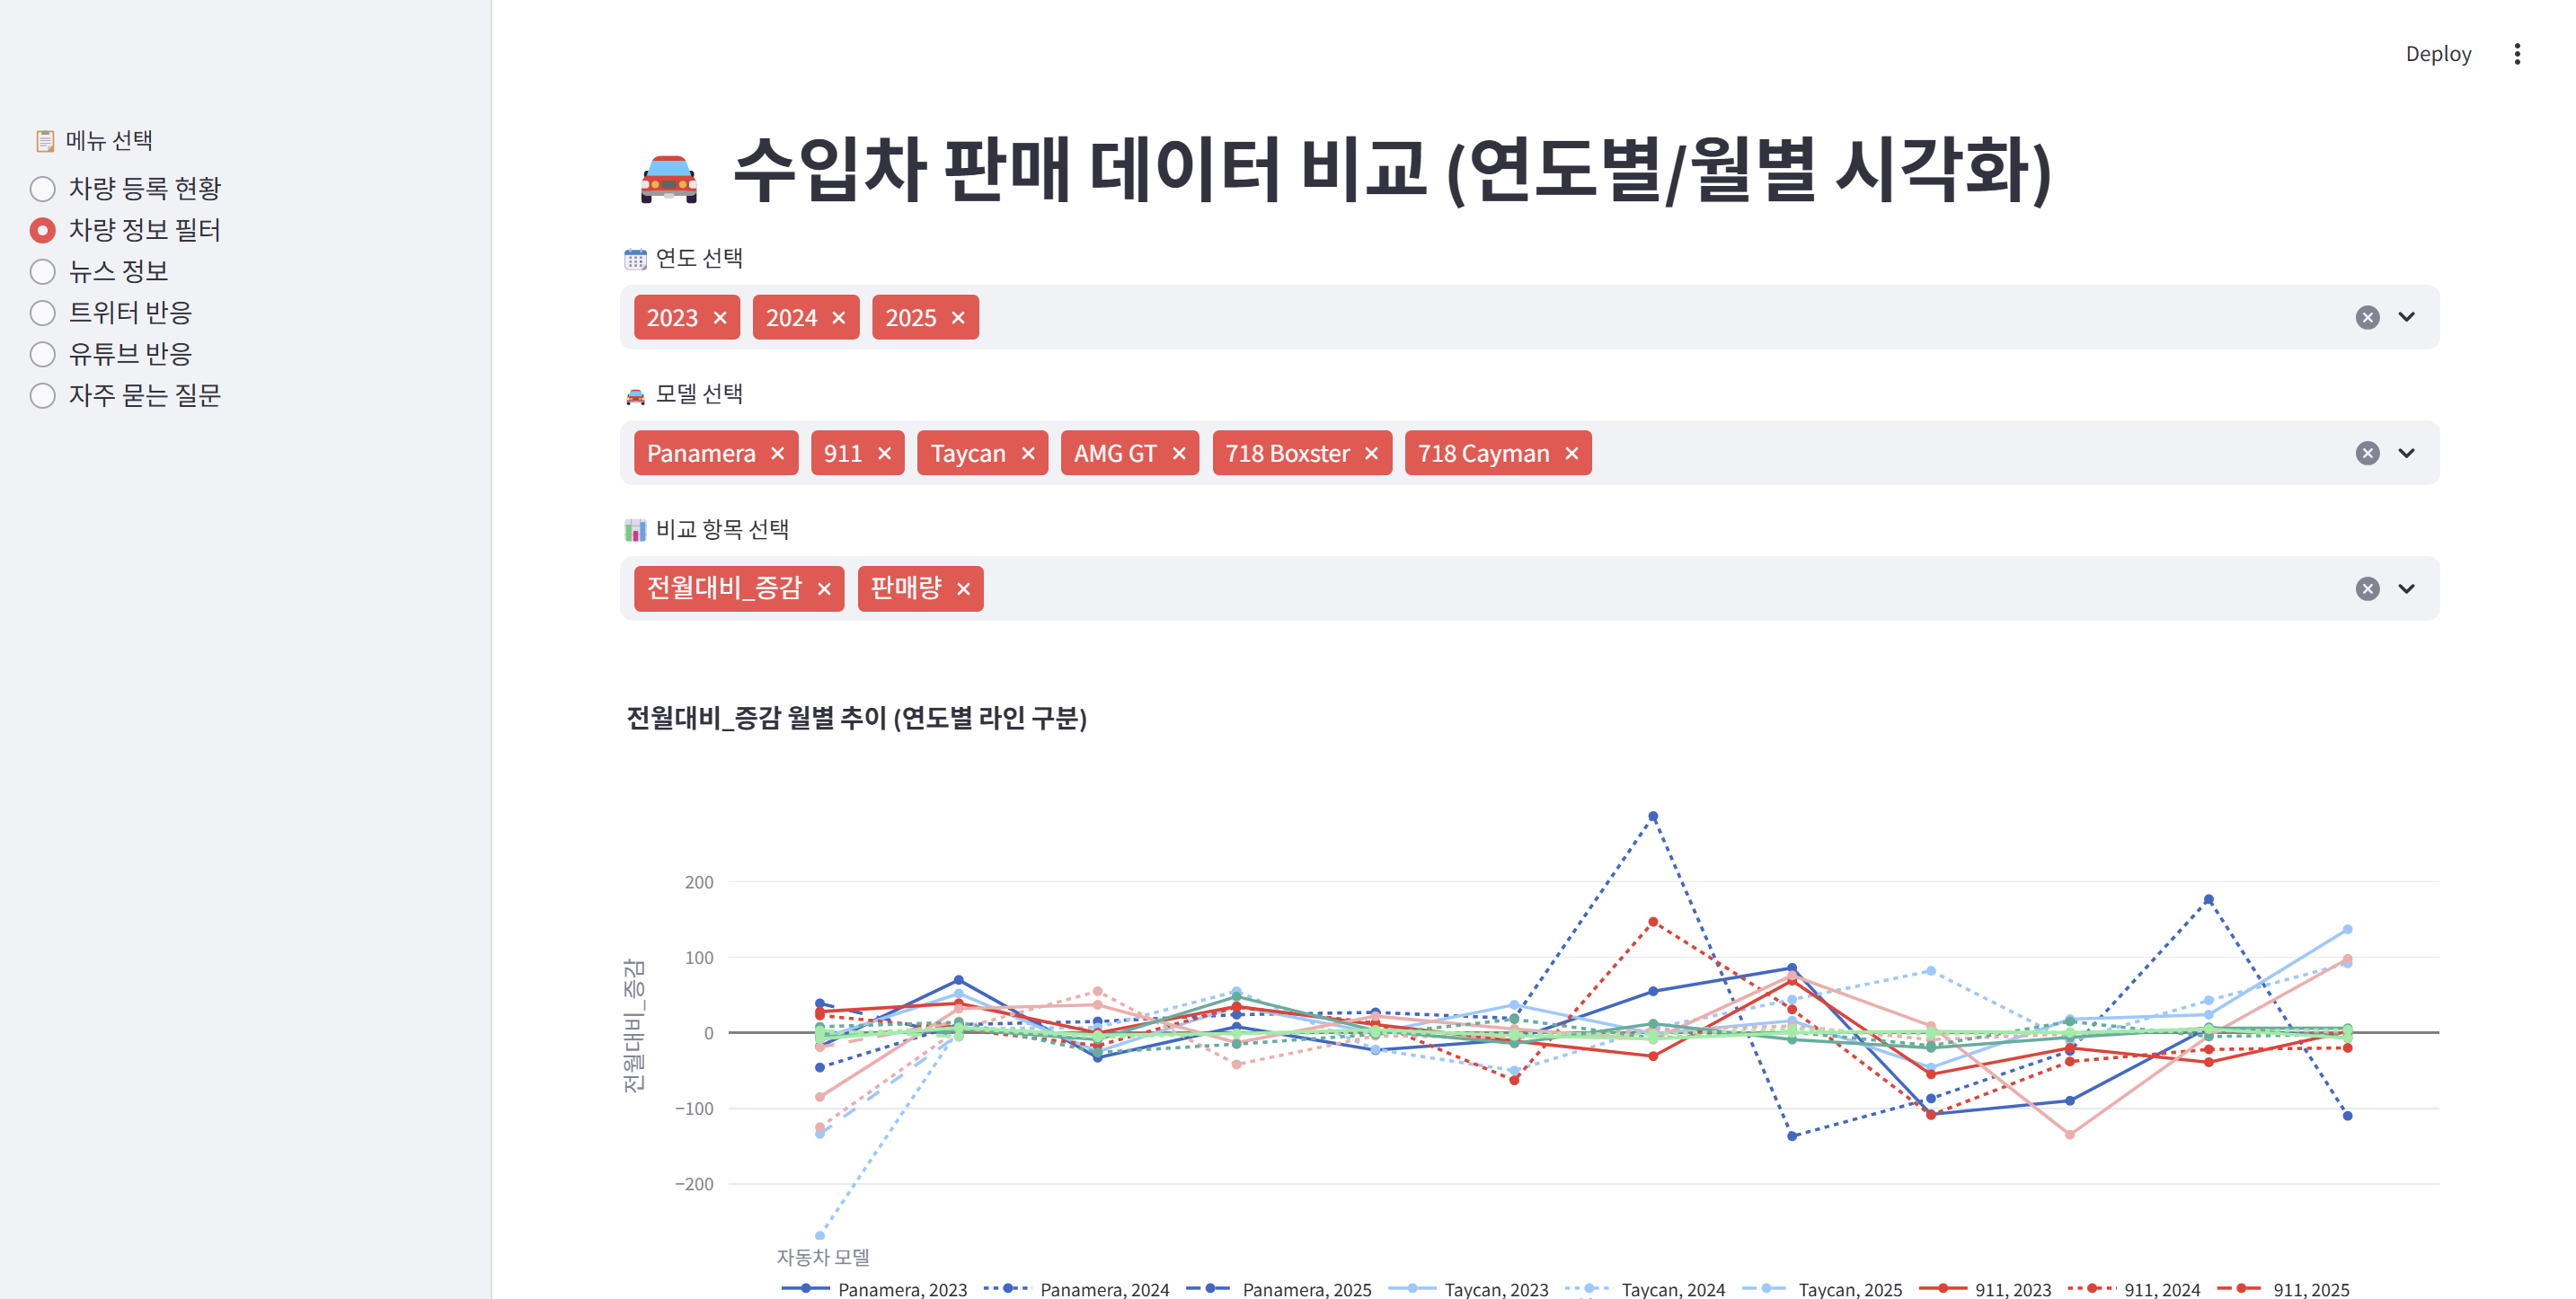 Deploy
메뉴 선택
차량 등록 현황
차량 정보 필터
뉴스 정보
트위터 반응
유튜브 반응
자주 묻는 질문
수입차 판매 데이터 비교 (연도별/월별 시각화)
연도 선택
2023 2024 2025
모델 선택
Panamera 911 Taycan AMG GT 718 Boxster 718 Cayman
비교 항목 선택
전월대비_증감 판매량
전월대비_증감 월별 추이 (연도별 라인 구분)
전월대비_증감
200
100
0
−100
−200
자동차 모델
Panamera, 2023 Panamera, 2024 Panamera, 2025 Taycan, 2023 Taycan, 2024 Taycan, 2025 911, 2023 911, 2024 911, 2025